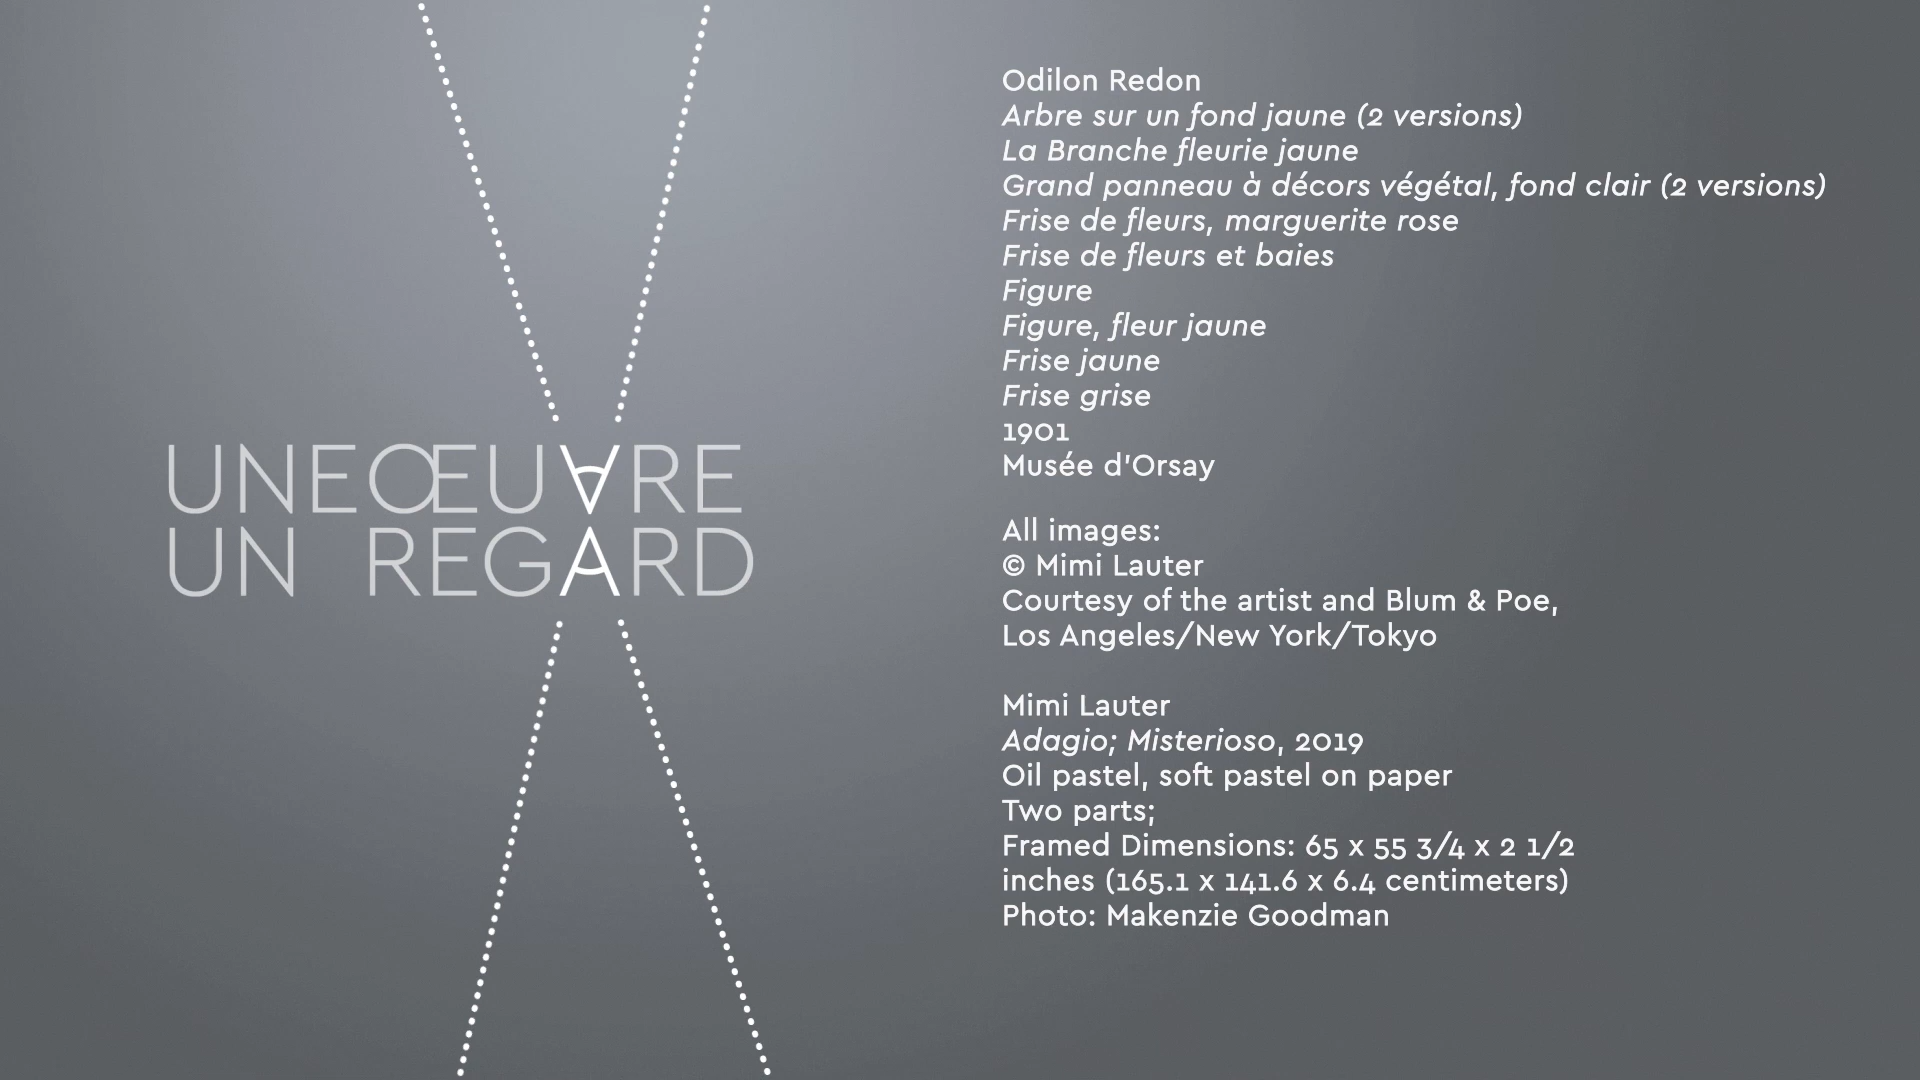 UNE ŒUVRE
UN REGARD
Odilon Redon
Arbre sur un fond jaune (2 versions)
La Branche fleurie jaune
Grand panneau à décors végétal, fond clair (2 versions)
Frise de fleurs, marguerite rose
Frise de fleurs et baies
Figure
Figure, fleur jaune
Frise jaune
Frise grise
1901
Musée d'Orsay
All images:
© Mimi Lauter
Courtesy of the artist and Blum & Poe,
Los Angeles/New York/Tokyo
Mimi Lauter
Adagio; Misterioso, 2019
Oil pastel, soft pastel on paper
Two parts;
Framed Dimensions: 65 x 55 3/4 x 2 1/2
inches (165.1 x 141.6 x 6.4 centimeters)
Photo: Makenzie Goodman